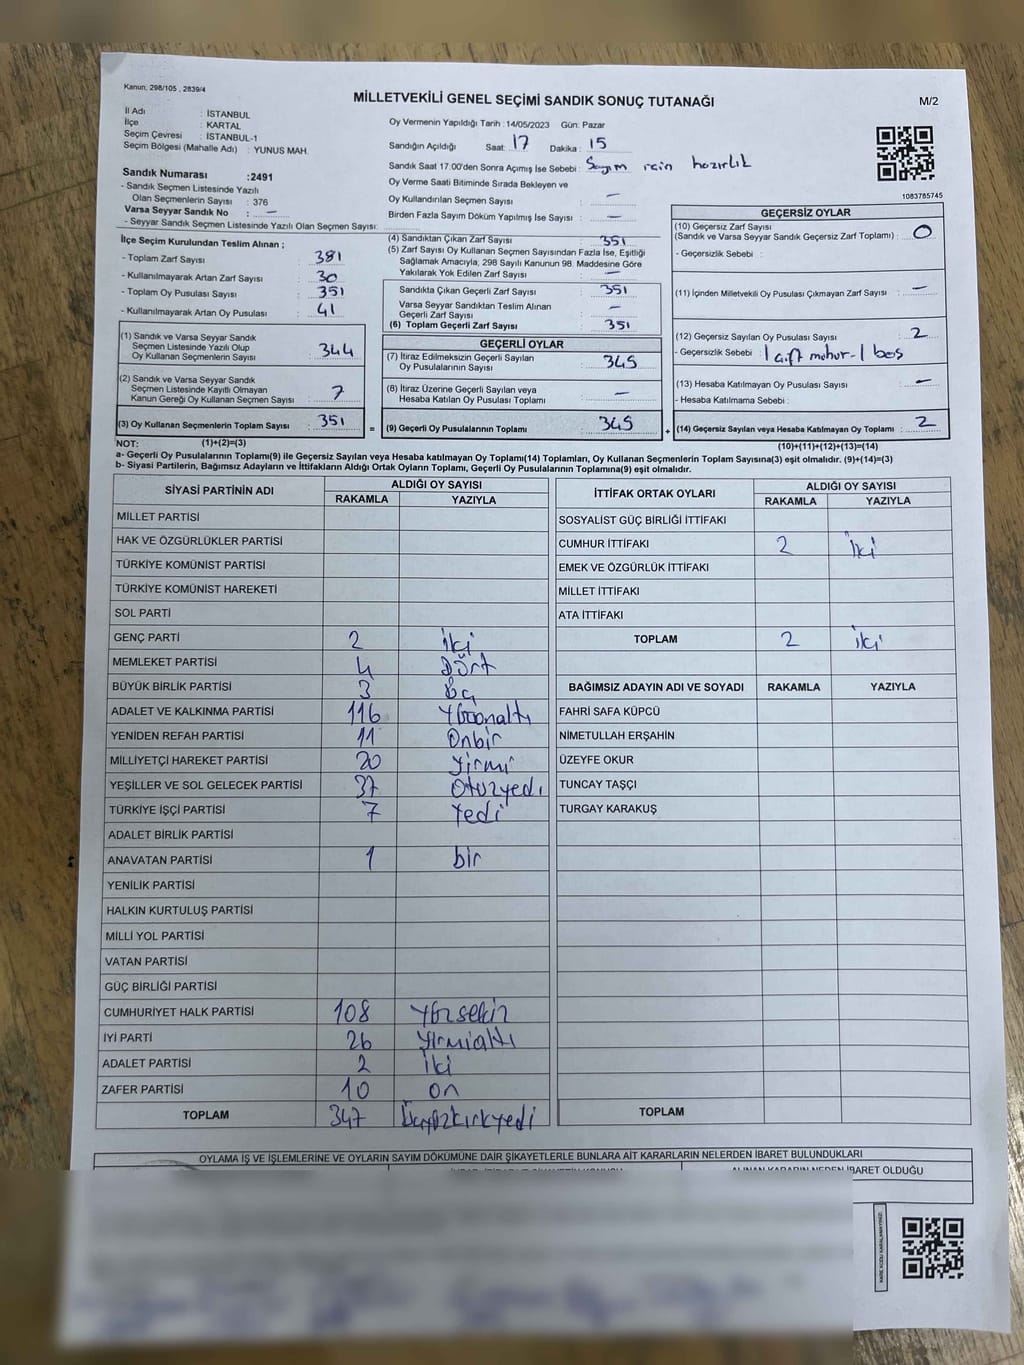 Kanun, 298/105 , 2839/4
MİLLETVEKİLİ GENEL SEÇİMİ SANDIK SONUÇ TUTANAĞI
M/2
İl Adı : İSTANBUL
İlçe : KARTAL
Seçim Çevresi : İSTANBUL-1
Seçim Bölgesi (Mahalle Adı) : YUNUS MAH.
Oy Vermenin Yapıldığı Tarih :14/05/2023 Gün: Pazar
Sandığın Açıldığı Saat: 17 Dakika : 15
Sandık Saat 17.00'den Sonra Açımış İse Sebebi : Sayım için hazırlık
Oy Verme Saati Bitiminde Sırada Bekleyen ve
Oy Kullandırılan Seçmen Sayısı : —
Birden Fazla Sayım Döküm Yapılmış İse Sayısı : —
1083785745
Sandık Numarası :2491
- Sandık Seçmen Listesinde Yazılı
Olan Seçmenlerin Sayısı : 376
Varsa Seyyar Sandık No : —
- Seyyar Sandık Seçmen Listesinde Yazılı Olan Seçmen Sayısı:
İlçe Seçim Kurulundan Teslim Alınan ;
- Toplam Zarf Sayısı : 381
- Kullanılmayarak Artan Zarf Sayısı : 30
- Toplam Oy Pusulası Sayısı : 351
- Kullanılmayarak Artan Oy Pusulası : 41
(1) Sandık ve Varsa Seyyar Sandık
Seçmen Listesinde Yazılı Olup
Oy Kullanan Seçmenlerin Sayısı : 344
(2) Sandık ve Varsa Seyyar Sandık
Seçmen Listesinde Kayıtlı Olmayan
Kanun Gereği Oy Kullanan Seçmen Sayısı : 7
(3) Oy Kullanan Seçmenlerin Toplam Sayısı : 351
(4) Sandıktan Çıkan Zarf Sayısı : 351
(5) Zarf Sayısı Oy Kullanan Seçmen Sayısından Fazla İse, Eşitliği
Sağlamak Amacıyla; 298 Sayılı Kanunun 98. Maddesine Göre
Yakılarak Yok Edilen Zarf Sayısı : —
Sandıkta Çıkan Geçerli Zarf Sayısı : 351
Varsa Seyyar Sandıktan Teslim Alınan
Geçerli Zarf Sayısı : —
(6) Toplam Geçerli Zarf Sayısı : 351
GEÇERLİ OYLAR
(7) İtiraz Edilmeksizin Geçerli Sayılan
Oy Pusulalarının Sayısı : 345
(8) İtiraz Üzerine Geçerli Sayılan veya
Hesaba Katılan Oy Pusulası Toplamı : —
= (9) Geçerli Oy Pusulalarının Toplamı : 345
GEÇERSİZ OYLAR
(10) Geçersiz Zarf Sayısı
(Sandık ve Varsa Seyyar Sandık Geçersiz Zarf Toplamı) : 0
- Geçersizlik Sebebi :
(11) İçinden Milletvekili Oy Pusulası Çıkmayan Zarf Sayısı : —
(12) Geçersiz Sayılan Oy Pusulası Sayısı : 2
- Geçersizlik Sebebi : 1 çift mühür-1 boş
(13) Hesaba Katılmayan Oy Pusulası Sayısı : —
- Hesaba Katılmama Sebebi :
+ (14) Geçersiz Sayılan veya Hesaba Katılmayan Oy Toplamı : 2
NOT: (1)+(2)=(3)
(10)+(11)+(12)+(13)=(14)
a- Geçerli Oy Pusulasının Toplamı(9) ile Geçersiz Sayılan veya Hesaba katılmayan Oy Toplamı(14) Toplamları, Oy Kullanan Seçmenlerin Toplam Sayısına(3) eşit olmalıdır. (9)+(14)=(3)
b- Siyasi Partilerin, Bağımsız Adayların ve İttifakların Aldığı Ortak Oyların Toplamı, Geçerli Oy Pusulalarının Toplamına(9) eşit olmalıdır.
SİYASİ PARTİNİN ADI ALDIĞI OY SAYISI
RAKAMLA YAZIYLA
MİLLET PARTİSİ
HAK VE ÖZGÜRLÜKLER PARTİSİ
TÜRKİYE KOMÜNİST PARTİSİ
TÜRKİYE KOMÜNİST HAREKETİ
SOL PARTİ
GENÇ PARTİ 2 İki
MEMLEKET PARTİSİ 4 Dört
BÜYÜK BİRLİK PARTİSİ 3 Üç
ADALET VE KALKINMA PARTİSİ 116 Yüzonaltı
YENİDEN REFAH PARTİSİ 11 Onbir
MİLLİYETÇİ HAREKET PARTİSİ 20 Yirmi
YEŞİLLER VE SOL GELECEK PARTİSİ 37 Otuzyedi
TÜRKİYE İŞÇİ PARTİSİ 7 Yedi
ADALET BİRLİK PARTİSİ
ANAVATAN PARTİSİ 1 bir
YENİLİK PARTİSİ
HALKIN KURTULUŞ PARTİSİ
MİLLİ YOL PARTİSİ
VATAN PARTİSİ
GÜÇ BİRLİĞİ PARTİSİ
CUMHURİYET HALK PARTİSİ 108 Yüzsekiz
İYİ PARTİ 26 Yirmialtı
ADALET PARTİSİ 2 İki
ZAFER PARTİSİ 10 on
TOPLAM 347 Üçyüzkırkyedi
İTTİFAK ORTAK OYLARI ALDIĞI OY SAYISI
RAKAMLA YAZIYLA
SOSYALİST GÜÇ BİRLİĞİ İTTİFAKI
CUMHUR İTTİFAKI 2 İki
EMEK VE ÖZGÜRLÜK İTTİFAKI
MİLLET İTTİFAKI
ATA İTTİFAKI
TOPLAM 2 İki
BAĞIMSIZ ADAYIN ADI VE SOYADI RAKAMLA YAZIYLA
FAHRİ SAFA KÜPCÜ
NİMETULLAH ERŞAHİN
ÜZEYFE OKUR
TUNCAY TAŞÇI
TURGAY KARAKUŞ
TOPLAM
OYLAMA İŞ VE İŞLEMLERİNE VE OYLARIN SAYIM DÖKÜMÜNE DAİR ŞİKAYETLERLE BUNLARA AİT KARARLARIN NELERDEN İBARET BULUNDUKLARI
ALINAN KARARIN NEDEN İBARET OLDUĞU